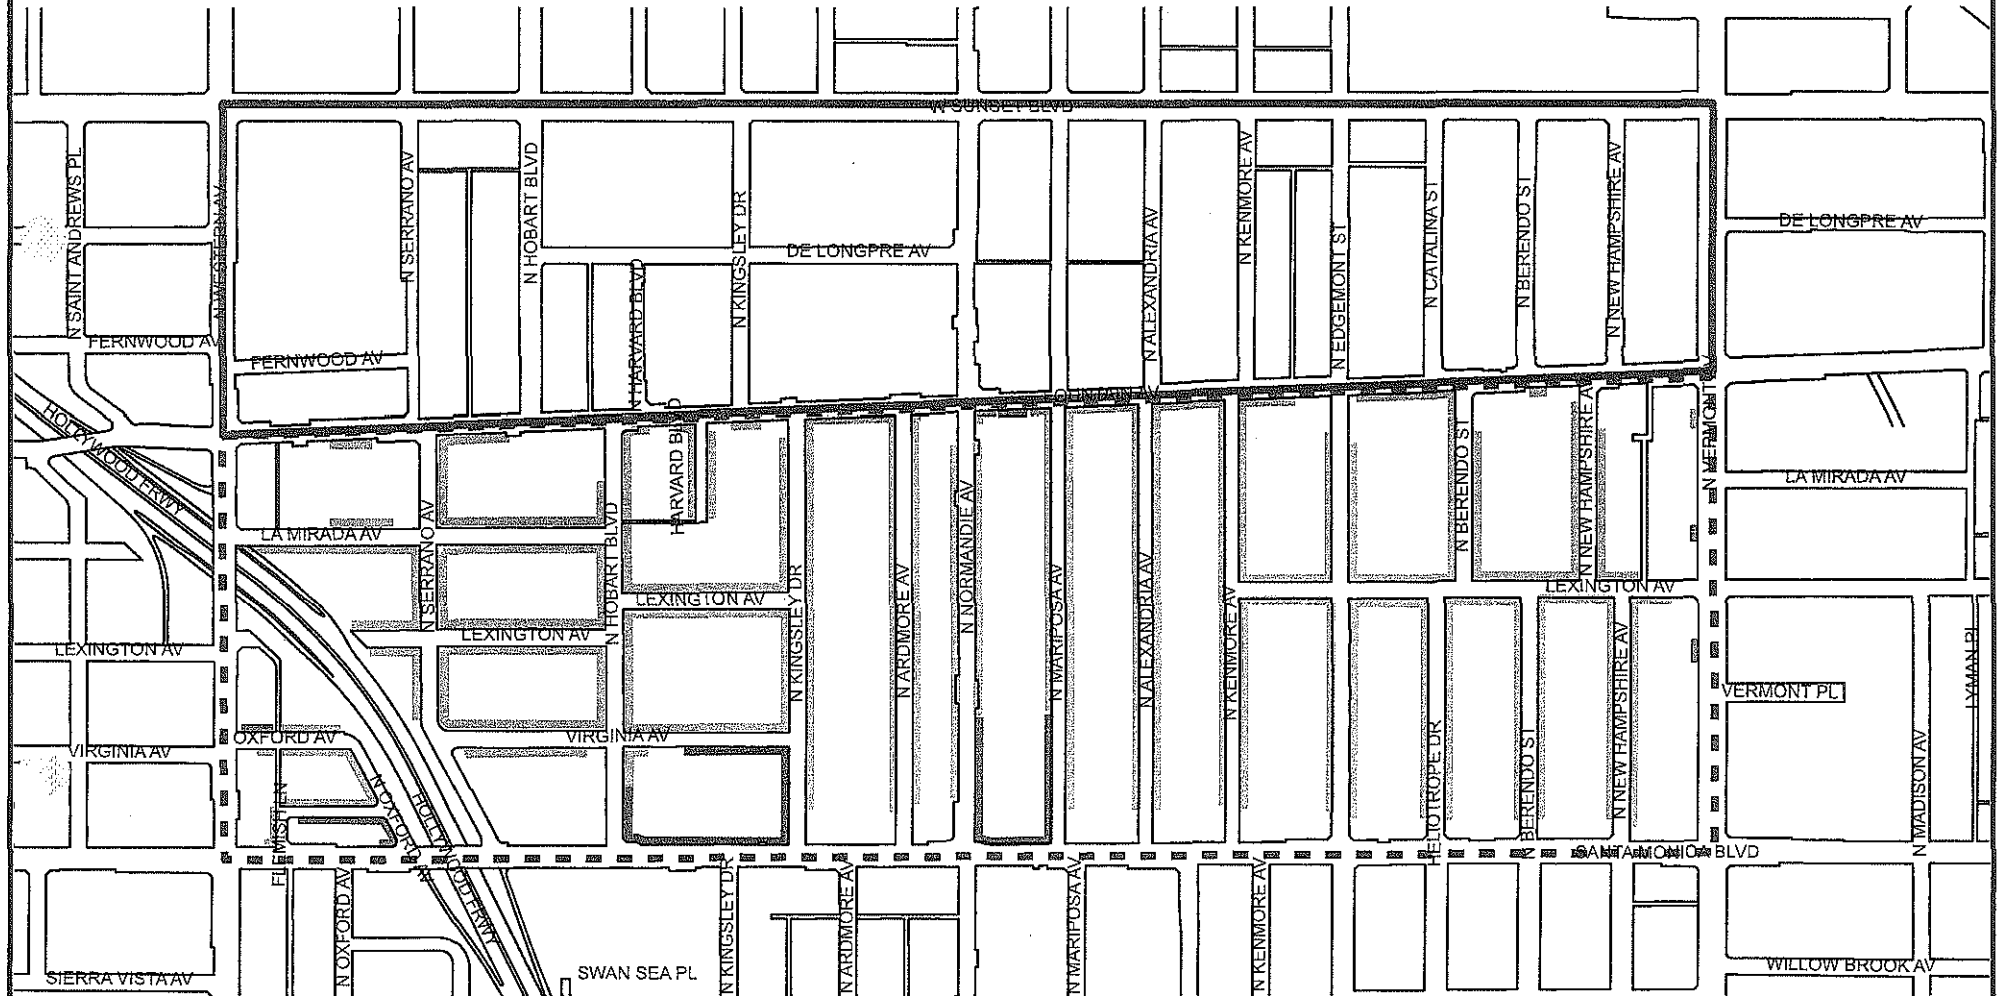 W SUNSET BLVD
N SAINT ANDREWS PL
N WESTERN AV
N SERRANO AV
N HOBART BLVD
N KINGSLEY DR
N ALEXANDRIA AV
N KENMORE AV
N EDGEMONT ST
N CATALINA ST
N BERENDO ST
N NEW HAMPSHIRE AV
DE LONGPRE AV
DE LONGPRE AV
N HARVARD BLVD
FERNWOOD AV
FERNWOOD AV
HOLLYWOOD FRWY
HARVARD BLVD
N VERMONT
LA MIRADA AV
LA MIRADA AV
N SERRANO AV
N HOBART BLVD
N KINGSLEY DR
N ARDMORE AV
N NORMANDIE AV
N MARIPOSA AV
N ALEXANDRIA AV
N KENMORE AV
N BERENDO ST
N NEW HAMPSHIRE AV
LEXINGTON AV
LEXINGTON AV
LEXINGTON AV
LEXINGTON AV
N NEW HAMPSHIRE AV
VERMONT PL
LYMAN PL
OXFORD AV
VIRGINIA AV
VIRGINIA AV
FLEMISH LN
N OXFORD
HOLLYWOOD FRWY
HELIOTROPE DR
N BERENDO ST
N MADISON AV
SANTA MONICA BLVD
N OXFORD AV
N KINGSLEY DR
N ARDMORE AV
N MARIPOSA AV
N KENMORE AV
SIERRA VISTA AV
SWAN SEA PL
WILLOW BROOK AV